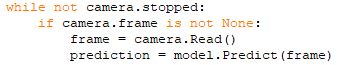 while not camera.stopped:
    if camera.frame is not None:
        frame = camera.Read()
        prediction = model.Predict(frame)